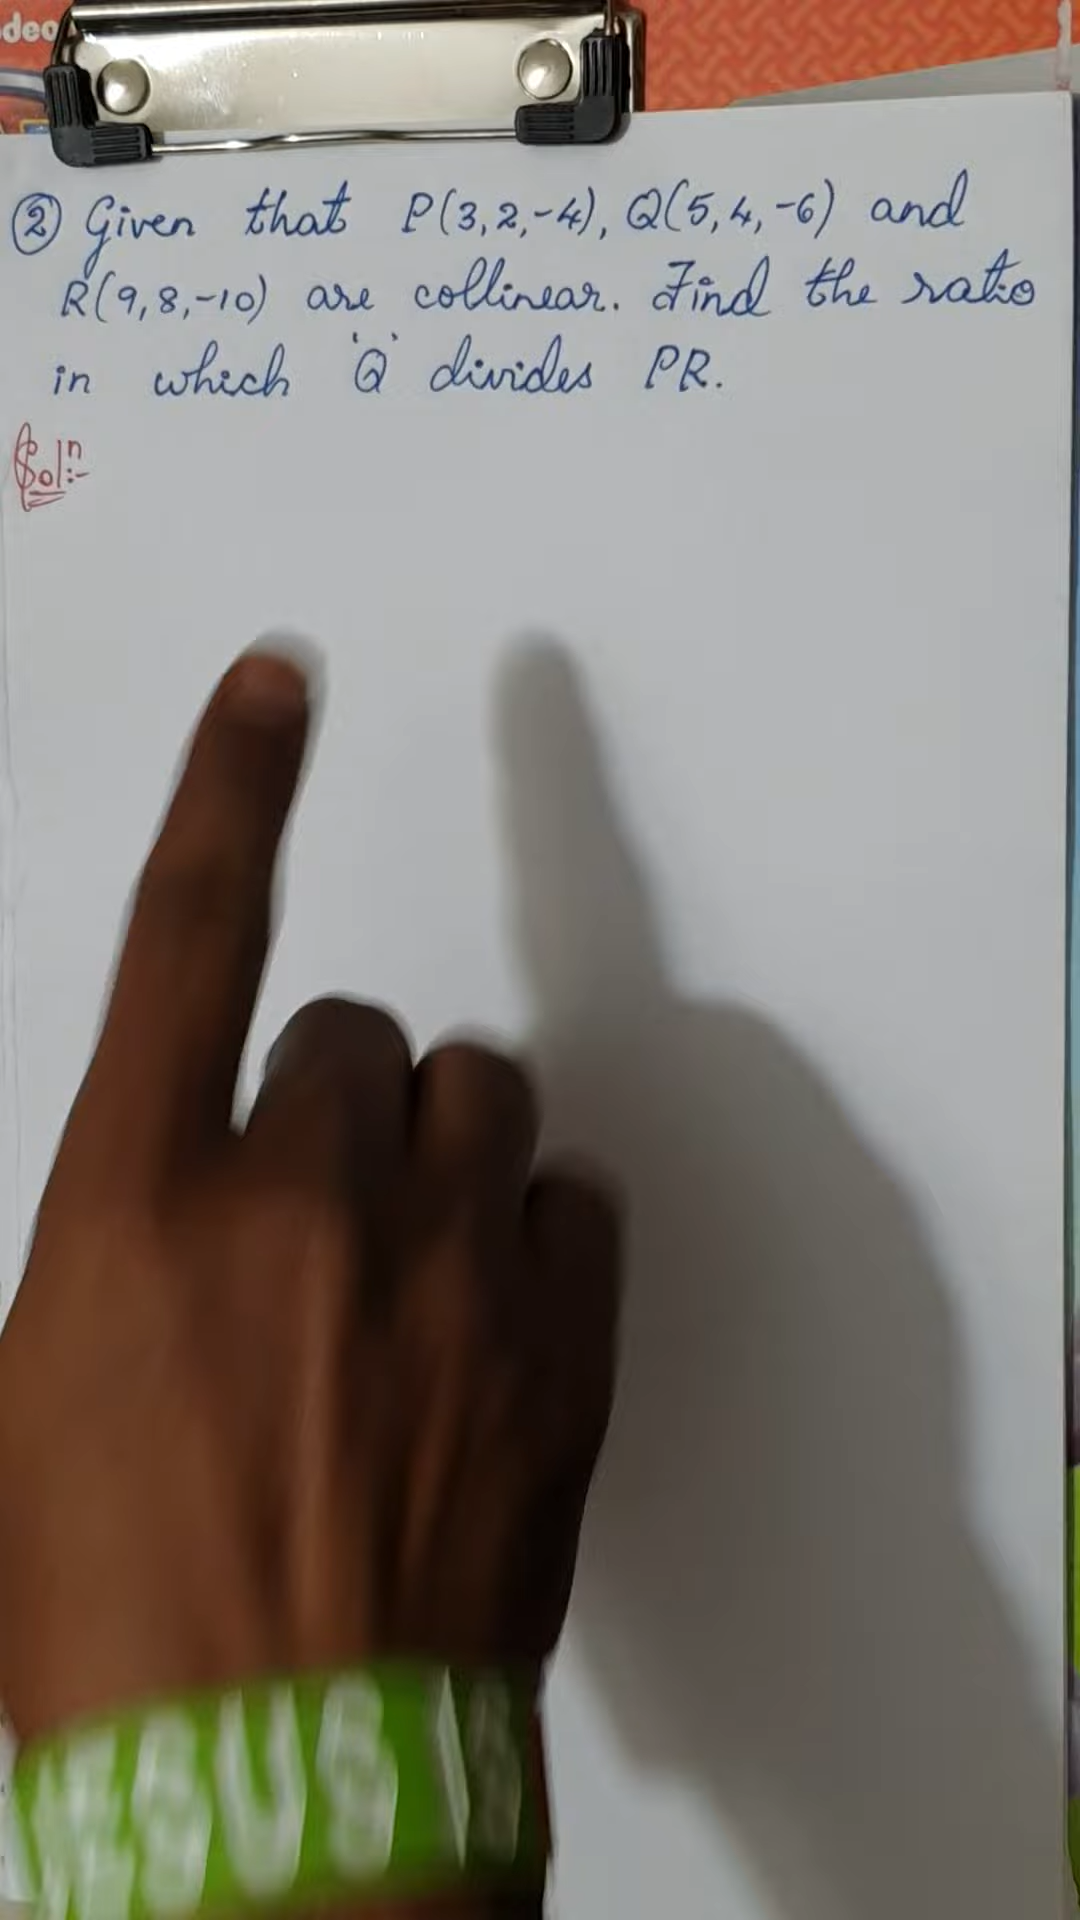 deo
② Given that P(3,2,-4), Q(5,4,-6) and
R(9,8,-10) are collinear. Find the ratio
in which 'Q' divides PR.
Solⁿ:-